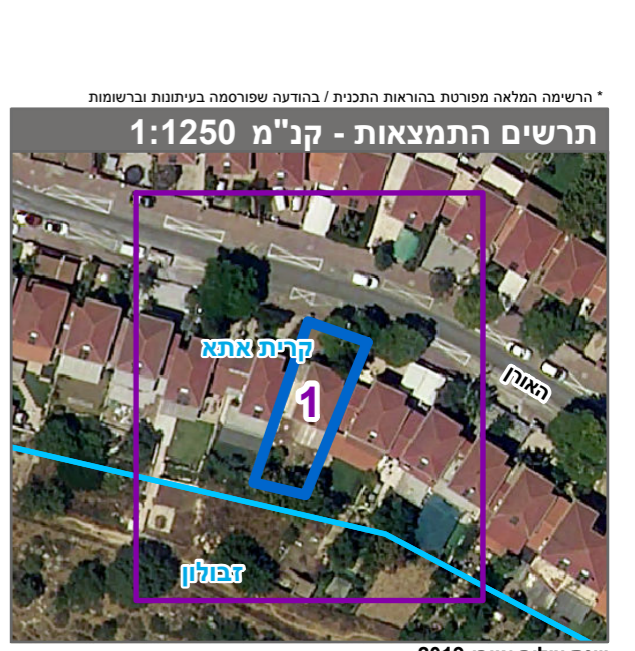 * הרשימה המלאה מפורטת בהוראות התכנית / בהודעה שפורסמה בעיתונות וברשומות
תרשים התמצאות - קנ"מ 1:1250
קרית אתא
האורן
1
זבולון